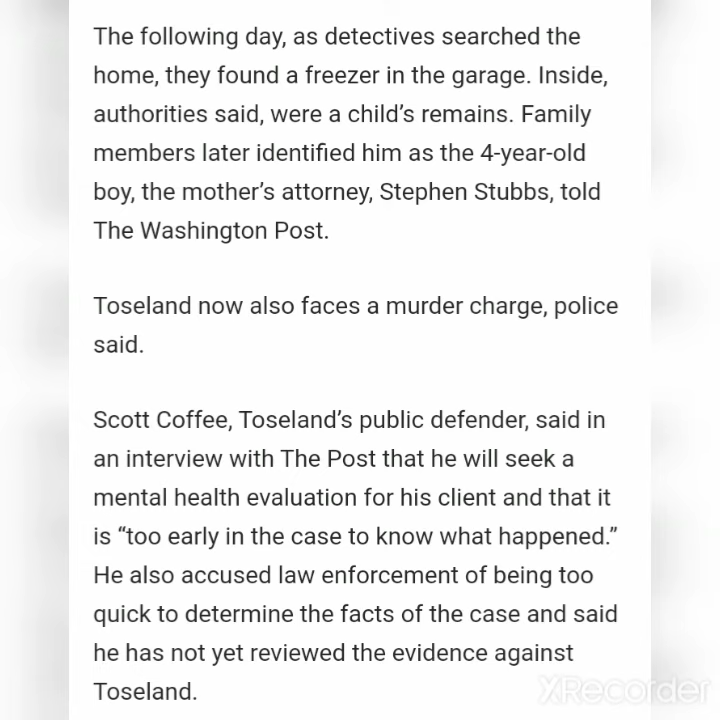 The following day, as detectives searched the
home, they found a freezer in the garage. Inside,
authorities said, were a child’s remains. Family
members later identified him as the 4-year-old
boy, the mother’s attorney, Stephen Stubbs, told
The Washington Post.
Toseland now also faces a murder charge, police
said.
Scott Coffee, Toseland’s public defender, said in
an interview with The Post that he will seek a
mental health evaluation for his client and that it
is “too early in the case to know what happened.”
He also accused law enforcement of being too
quick to determine the facts of the case and said
he has not yet reviewed the evidence against
Toseland.
XRecorder